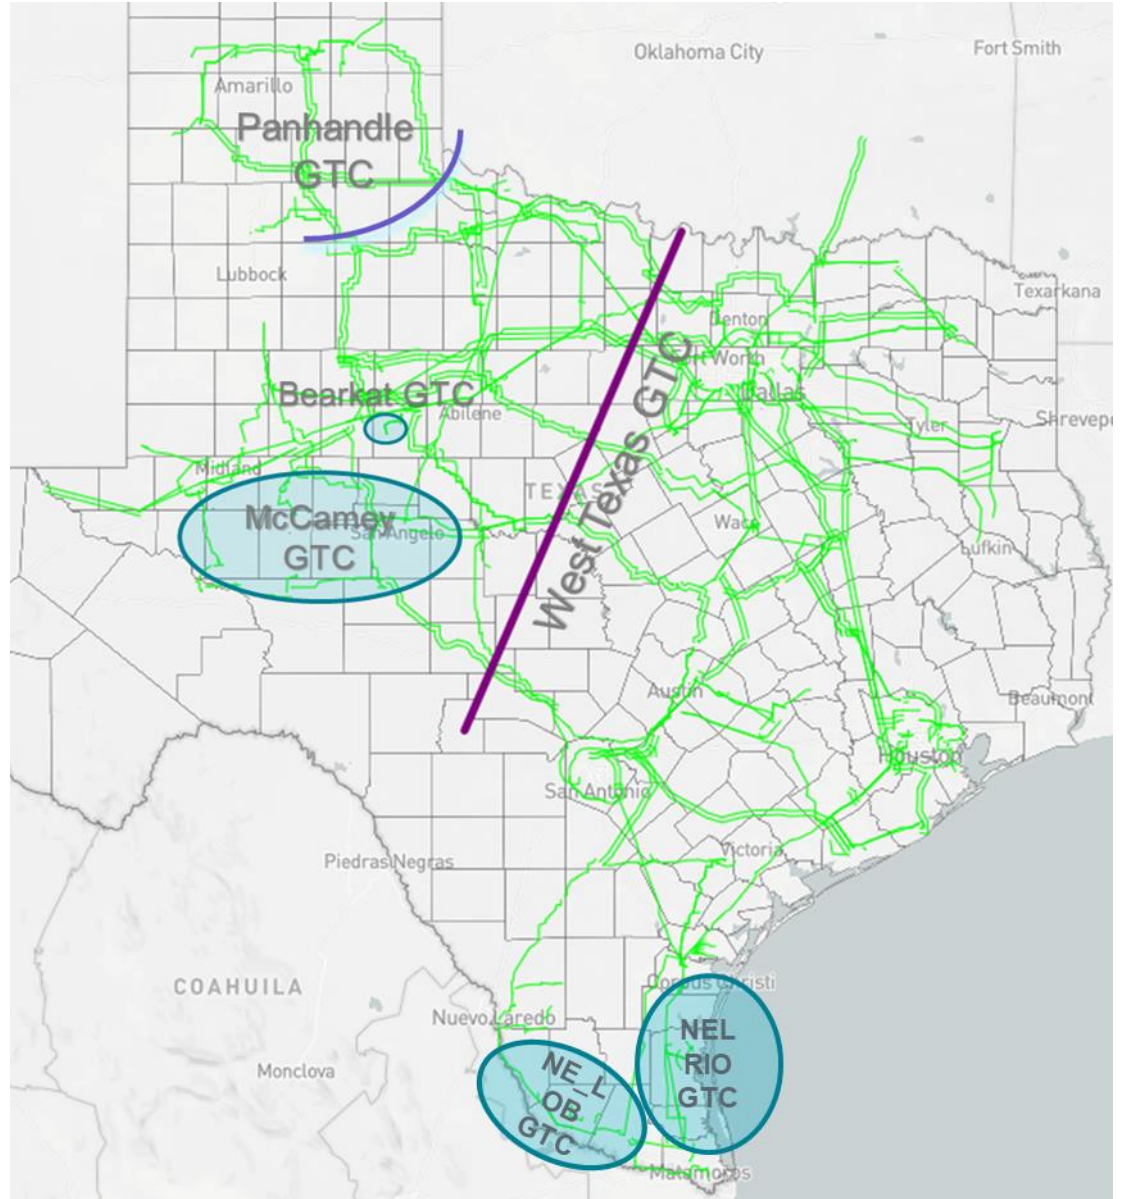 Oklahoma City
Fort Smith
Amarillo
Panhandle
GTC
Lubbock
Texarkana
Denton
Fort Worth
Dallas
Bearkat GTC
Abilene
Tyler
Shrevepo
Midland
TEXAS
West Texas GTC
McCamey
GTC
San Angelo
Waco
Lufkin
Austin
Beaumont
Houston
San Antonio
Victoria
Piedras Negras
COAHUILA
Corpus Christi
Nuevo Laredo
Monclova
NE_L
OB
GTC
NEL
RIO
GTC
Matamoros